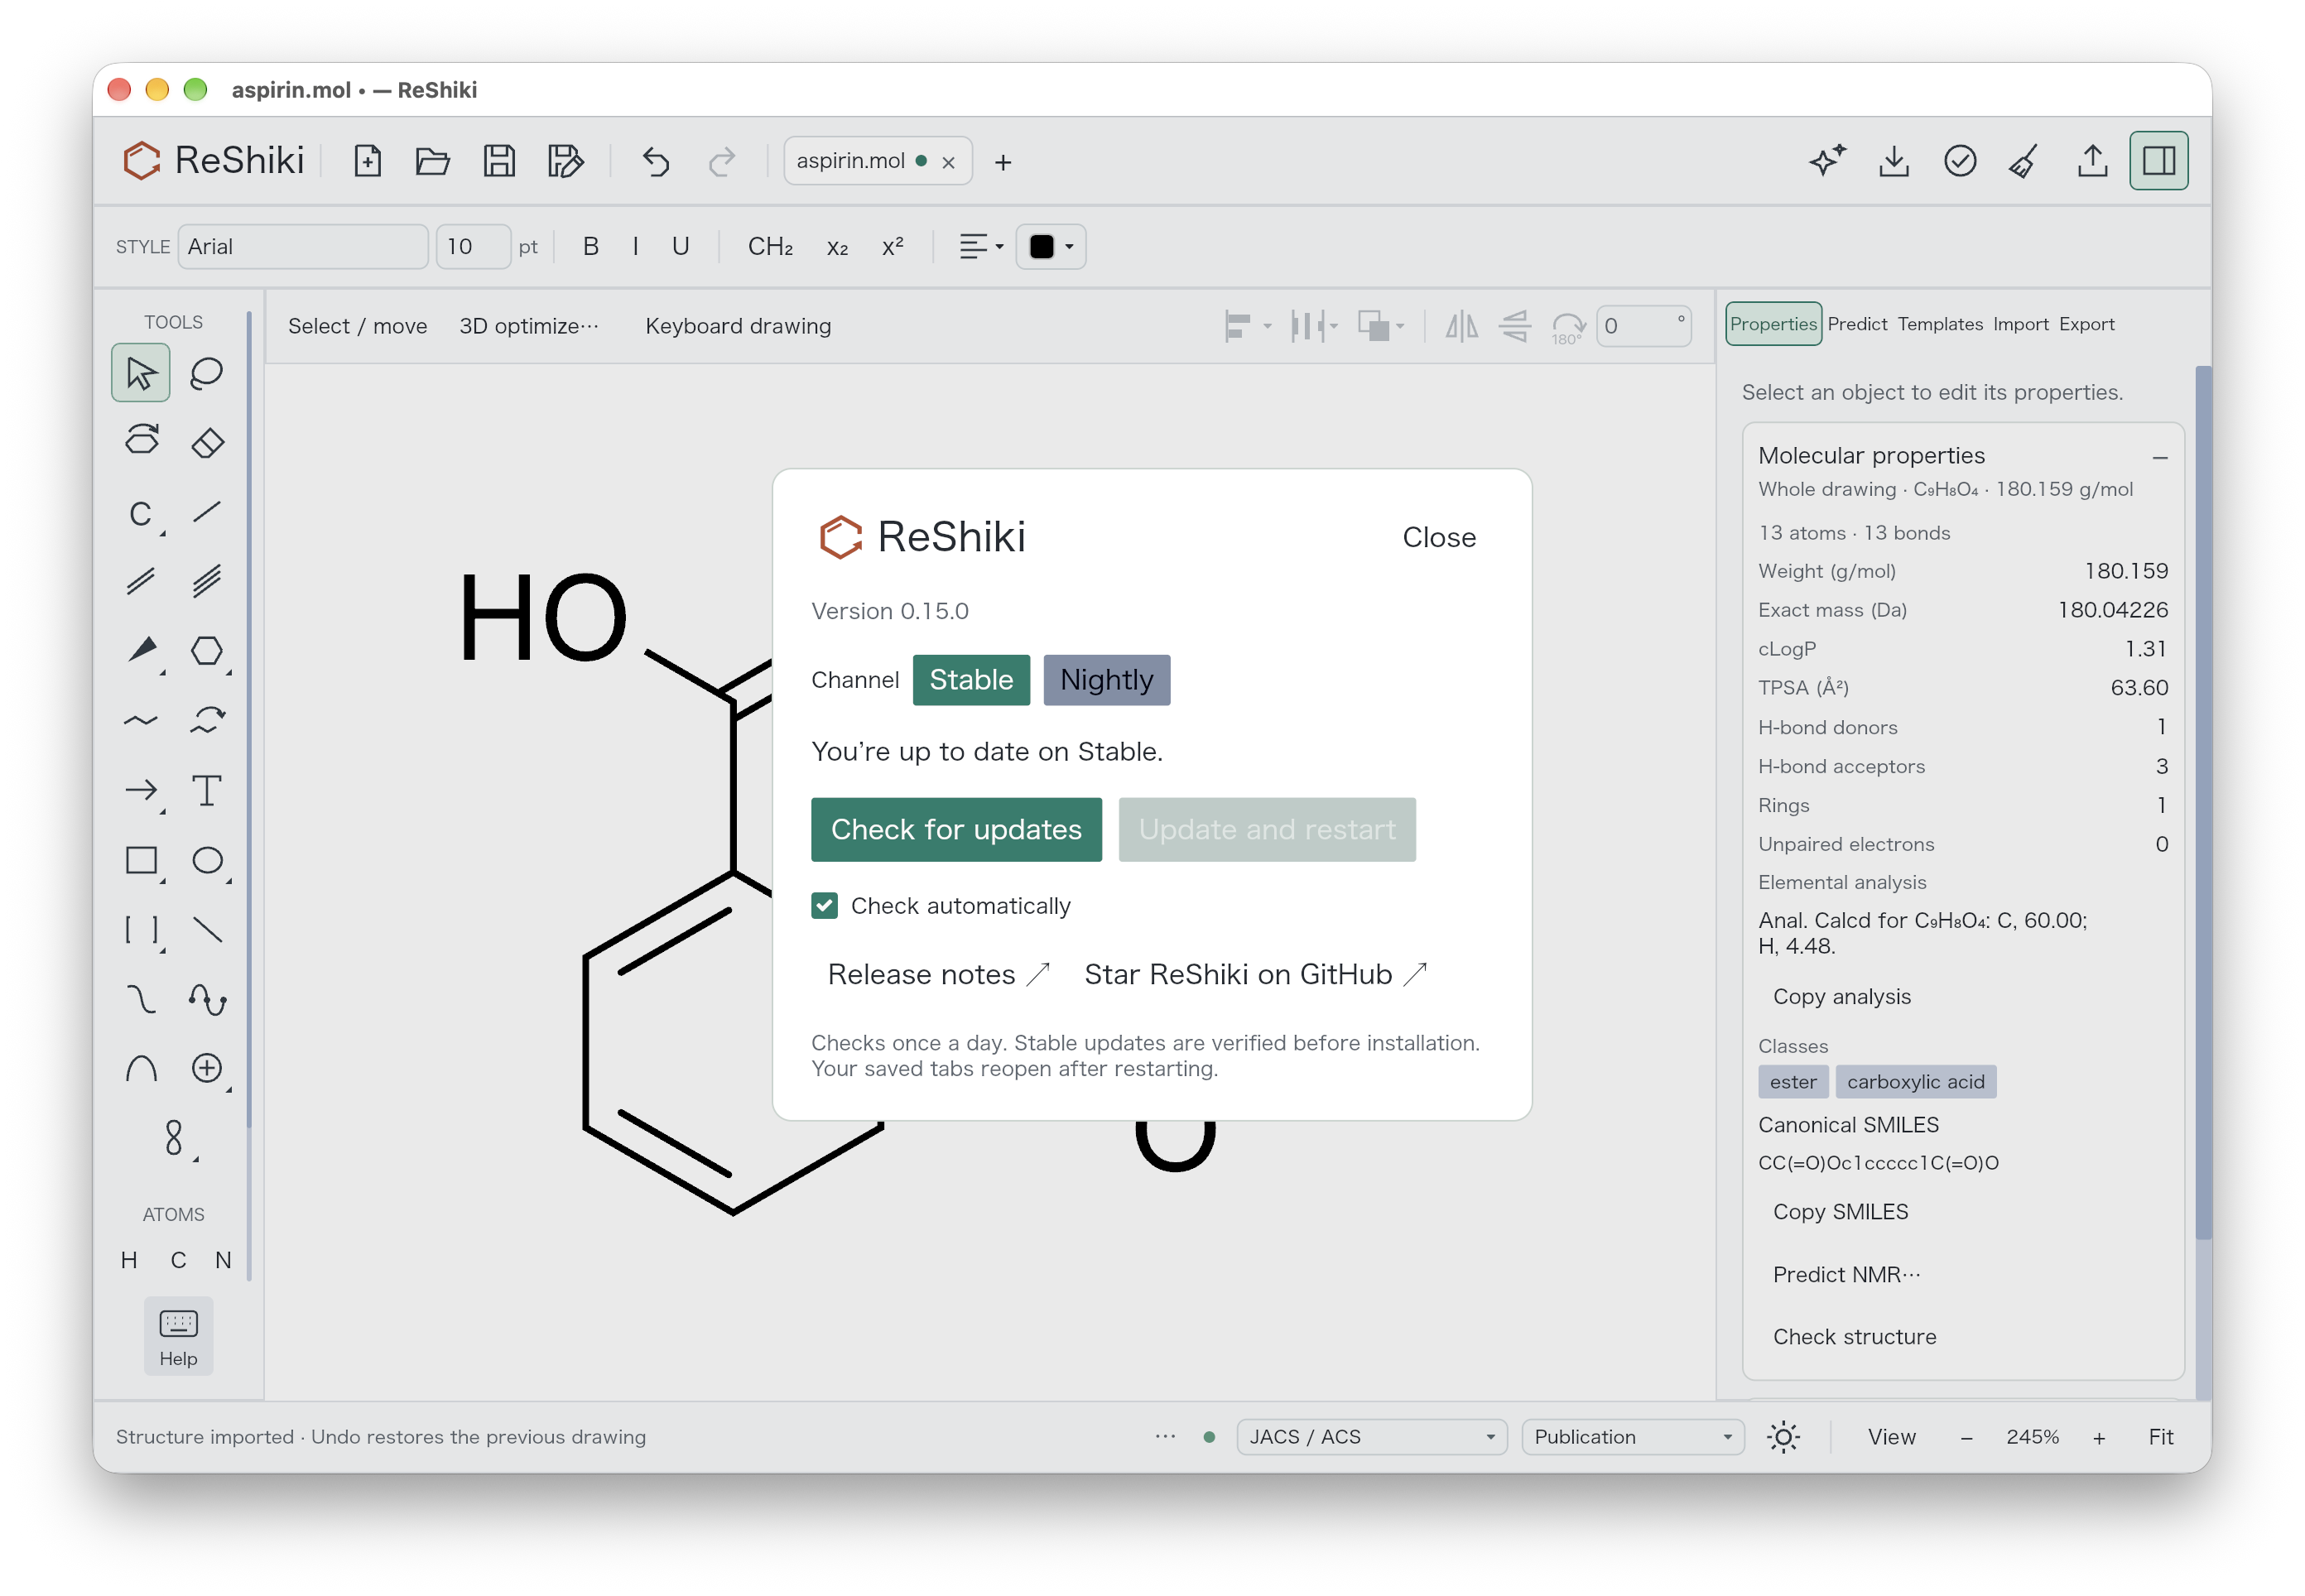 aspirin.mol • — ReShiki
ReShiki
aspirin.mol
STYLE Arial 10 pt B I U CH₂ x₂ x²
TOOLS
C
T
ATOMS
H C N
Help
Select / move 3D optimize⋯ Keyboard drawing
180°
0 °
HO
O
ReShiki
Close
Version 0.15.0
Channel Stable Nightly
You’re up to date on Stable.
Check for updates Update and restart
Check automatically
Release notes ↗ Star ReShiki on GitHub ↗
Checks once a day. Stable updates are verified before installation.
Your saved tabs reopen after restarting.
Properties Predict Templates Import Export
Select an object to edit its properties.
Molecular properties –
Whole drawing · C₉H₈O₄ · 180.159 g/mol
13 atoms · 13 bonds
Weight (g/mol) 180.159
Exact mass (Da) 180.04226
cLogP 1.31
TPSA (Å²) 63.60
H-bond donors 1
H-bond acceptors 3
Rings 1
Unpaired electrons 0
Elemental analysis
Anal. Calcd for C₉H₈O₄: C, 60.00;
H, 4.48.
Copy analysis
Classes
ester carboxylic acid
Canonical SMILES
CC(=O)Oc1ccccc1C(=O)O
Copy SMILES
Predict NMR⋯
Check structure
Structure imported · Undo restores the previous drawing
⋯ JACS / ACS Publication View − 245% + Fit